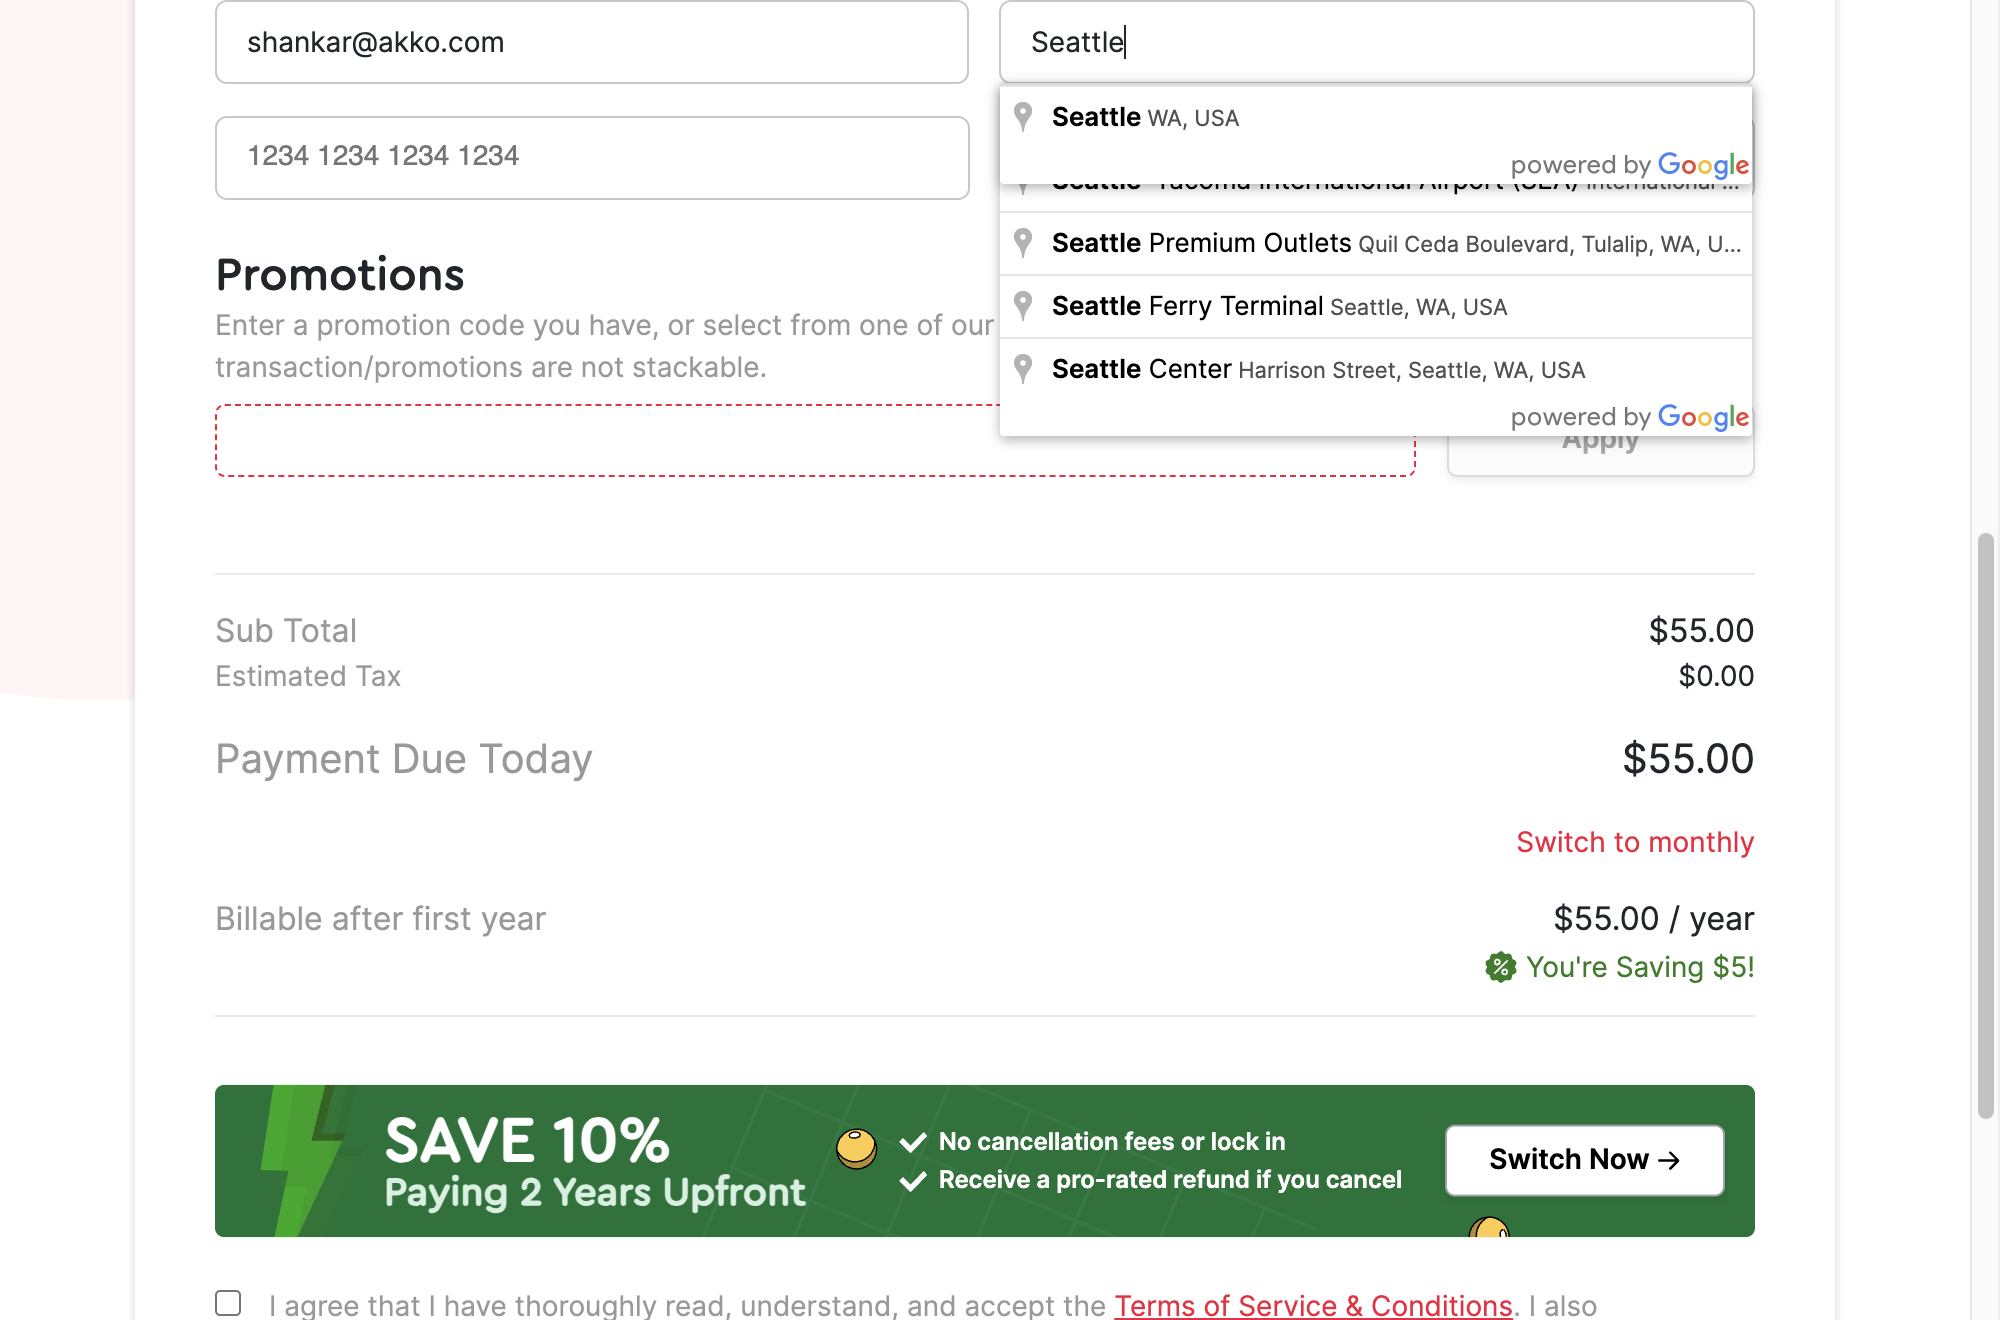 shankar@akko.com
Seattle
Seattle WA, USA
powered by Google
1234 1234 1234 1234
Seattle-Tacoma International Airport (SEA) International ...
Seattle Premium Outlets Quil Ceda Boulevard, Tulalip, WA, U...
Seattle Ferry Terminal Seattle, WA, USA
Seattle Center Harrison Street, Seattle, WA, USA
powered by Google
Promotions
Enter a promotion code you have, or select from one of our
transaction/promotions are not stackable.
Apply
Sub Total $55.00
Estimated Tax $0.00
Payment Due Today $55.00
Switch to monthly
Billable after first year $55.00 / year
You're Saving $5!
SAVE 10%
Paying 2 Years Upfront
No cancellation fees or lock in
Receive a pro-rated refund if you cancel
Switch Now →
I agree that I have thoroughly read, understand, and accept the Terms of Service & Conditions. I also